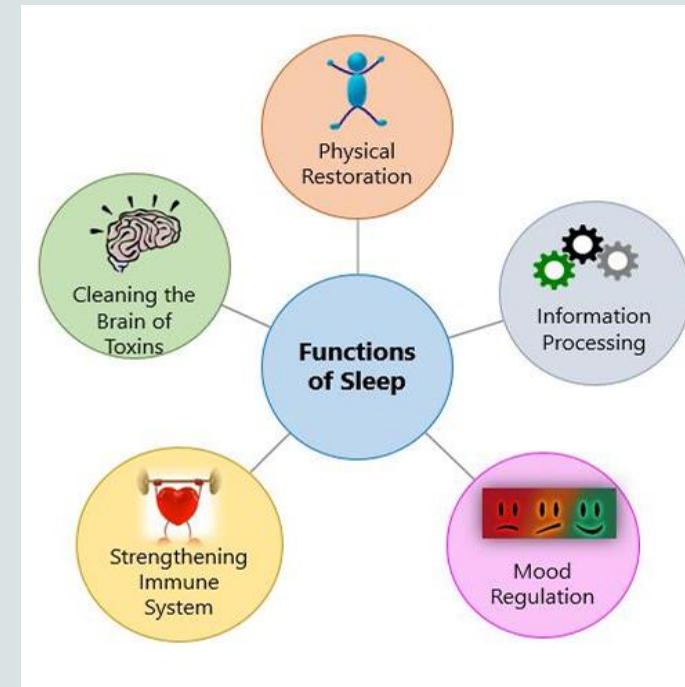 Physical
Restoration
Cleaning the
Brain of
Toxins
Information
Processing
Functions
of Sleep
Strengthening
Immune
System
Mood
Regulation